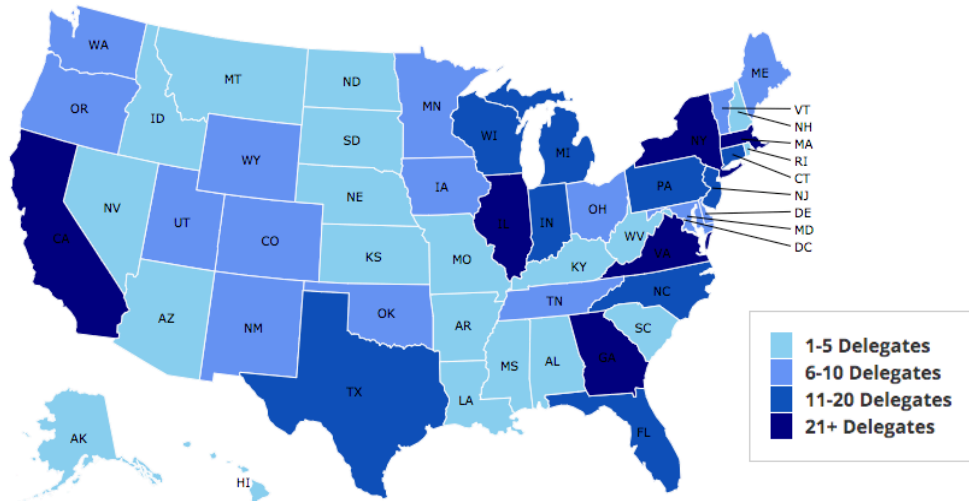 WA
MT
ND
MN
ME
OR
ID
SD
WI
MI
NY
VT
NH
MA
RI
CT
NJ
DE
MD
DC
WY
NE
IA
PA
NV
UT
CO
IL
IN
OH
CA
KS
MO
WV
VA
KY
AZ
NM
OK
TN
NC
AR
SC
MS
AL
GA
TX
LA
FL
AK
HI
1-5 Delegates
6-10 Delegates
11-20 Delegates
21+ Delegates